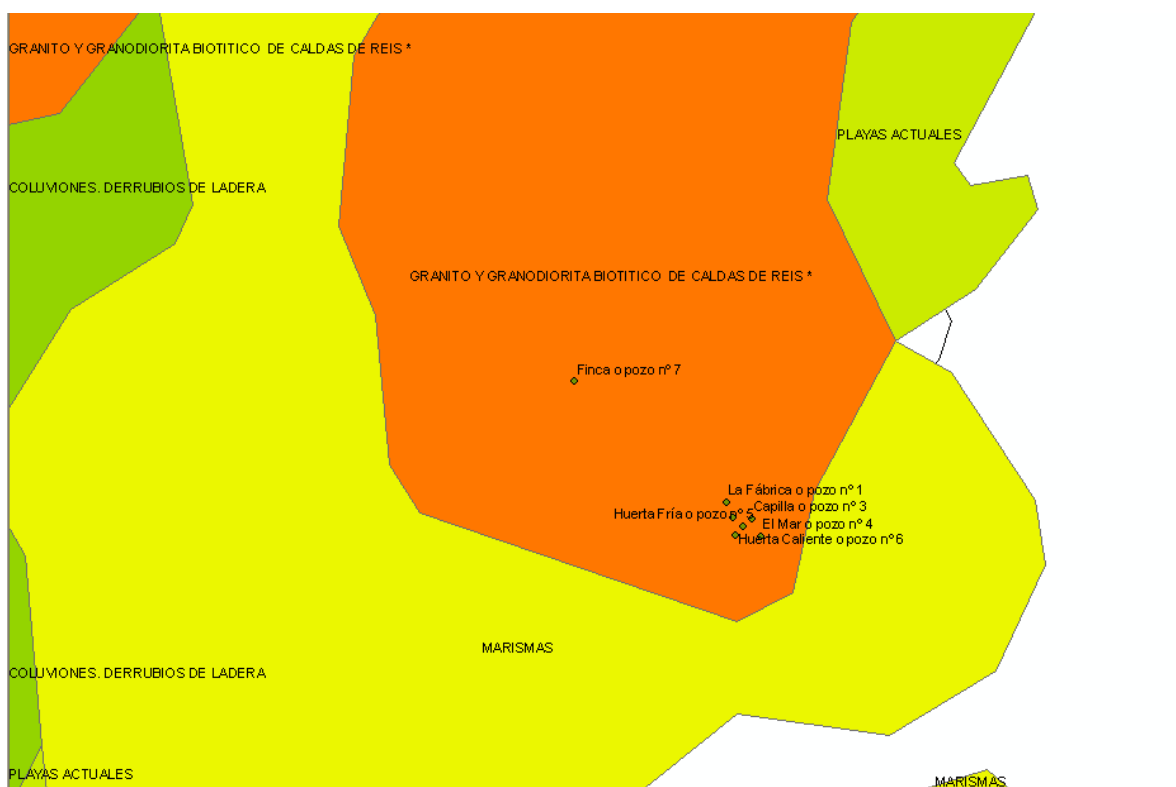 GRANITO Y GRANODIORITA BIOTITICO DE CALDAS DE REIS *
PLAYAS ACTUALES
COLUVIONES. DERRUBIOS DE LADERA
GRANITO Y GRANODIORITA BIOTITICO DE CALDAS DE REIS *
Finca o pozo nº 7
La Fábrica o pozo nº 1
Capilla o pozo nº 3
Huerta Fría o pozo nº 5
El Mar o pozo nº 4
Huerta Caliente o pozo nº 6
MARISMAS
COLUVIONES. DERRUBIOS DE LADERA
PLAYAS ACTUALES
MARISMAS